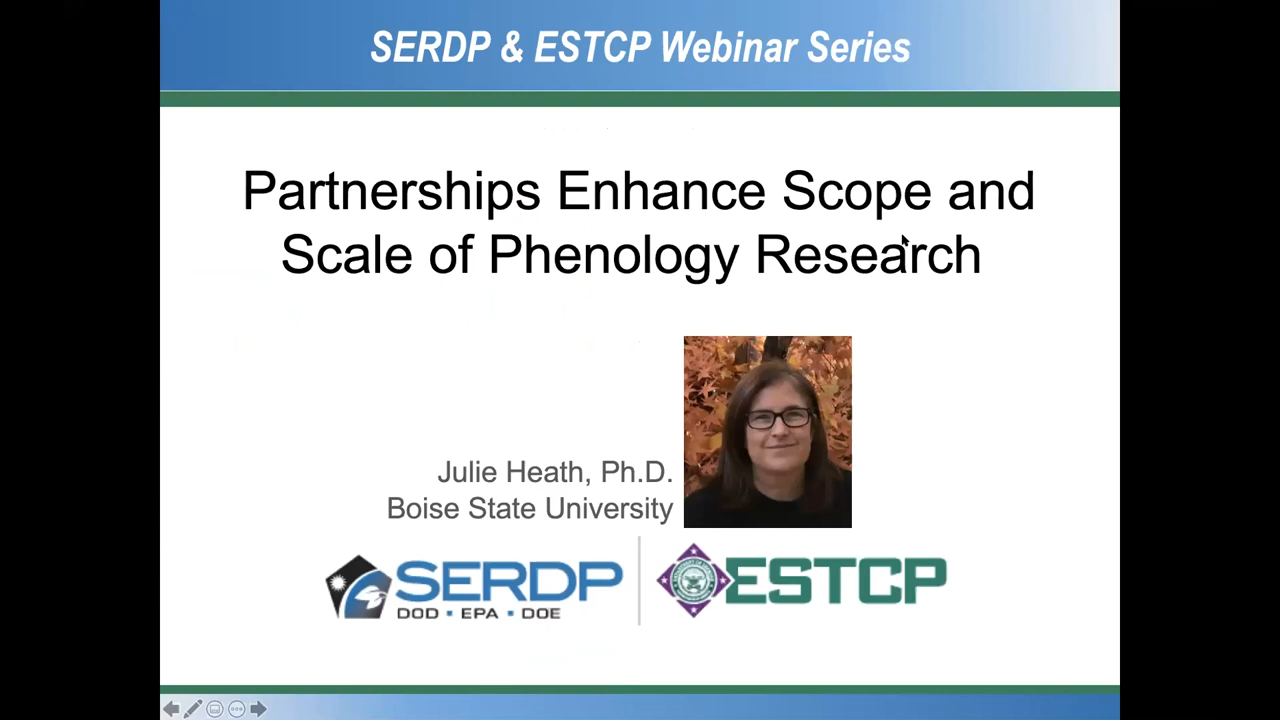 SERDP & ESTCP Webinar Series
Partnerships Enhance Scope and
Scale of Phenology Research
Julie Heath, Ph.D.
Boise State University
SERDP
DOD • EPA • DOE
ESTCP